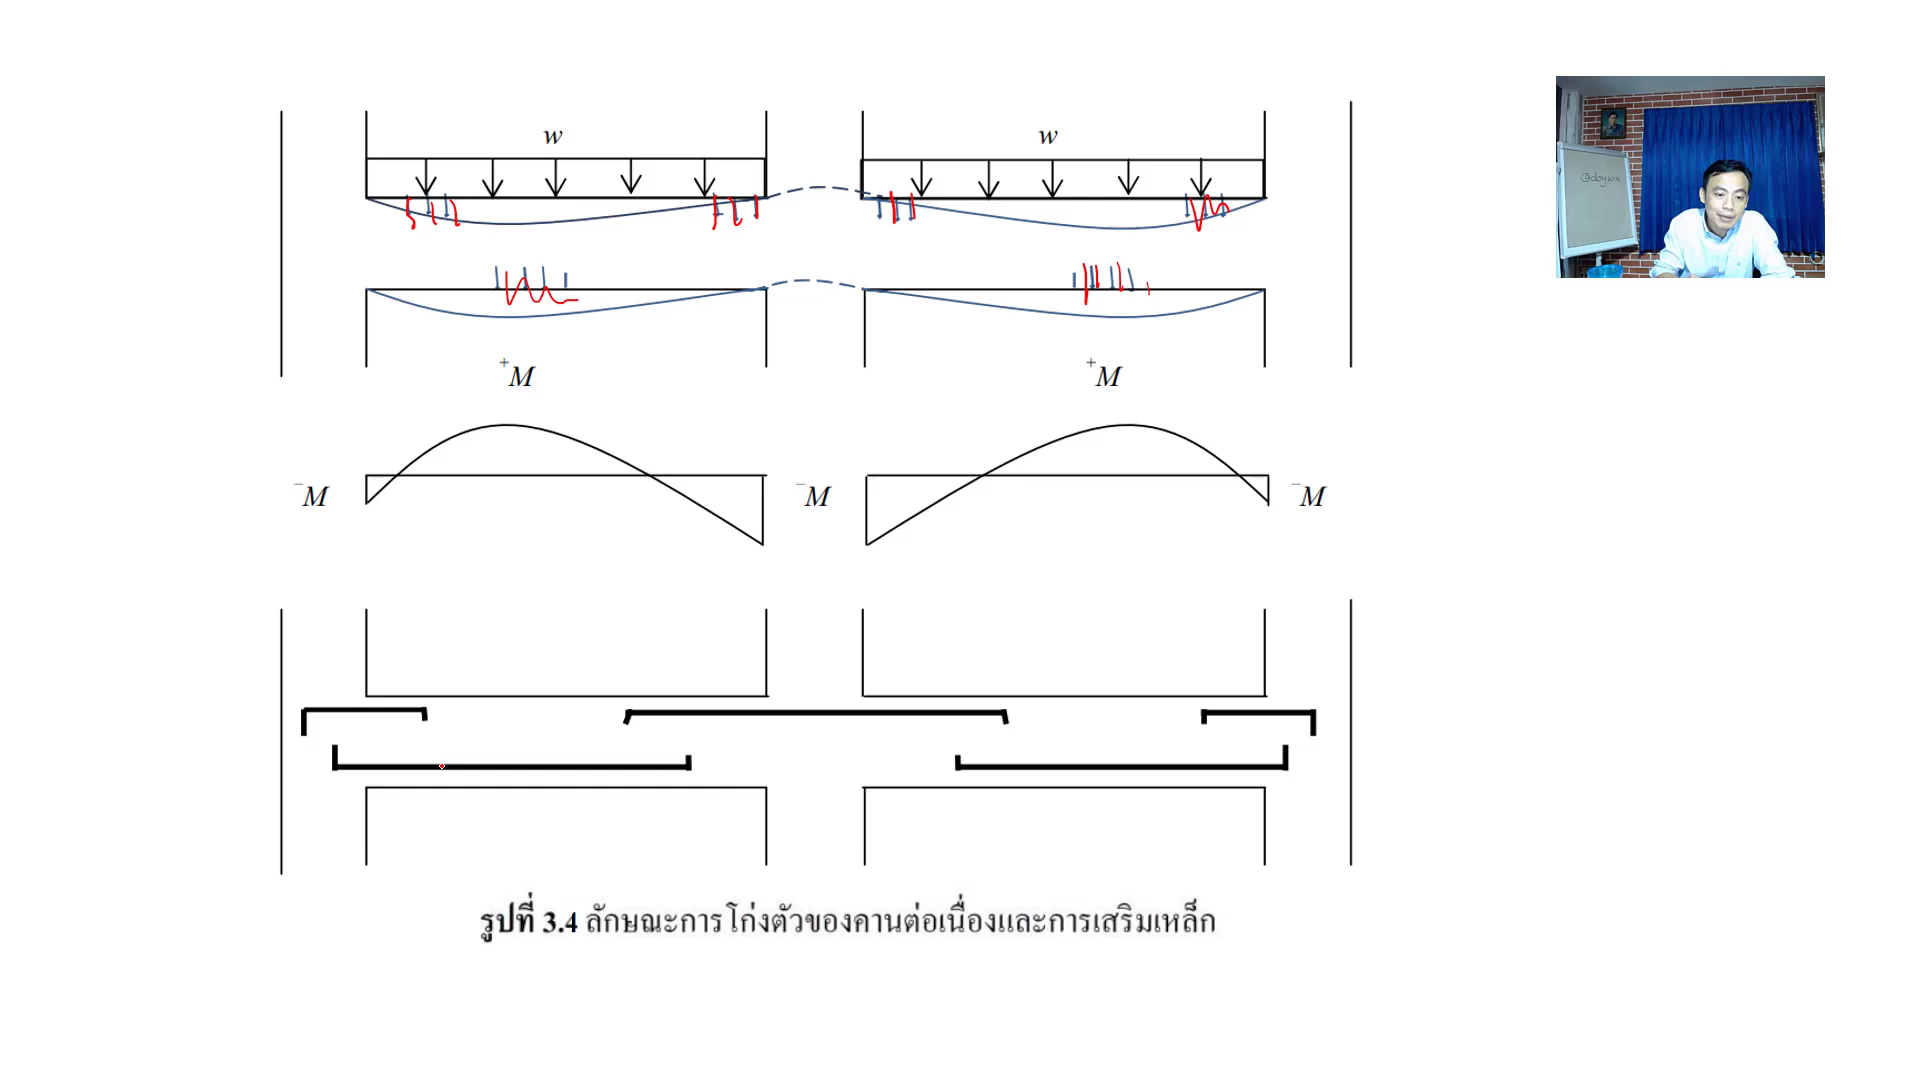 w w
⁺M ⁺M
⁻M ⁻M ⁻M
รูปที่ 3.4 ลักษณะการโก่งตัวของคานต่อเนื่องและการเสริมเหล็ก